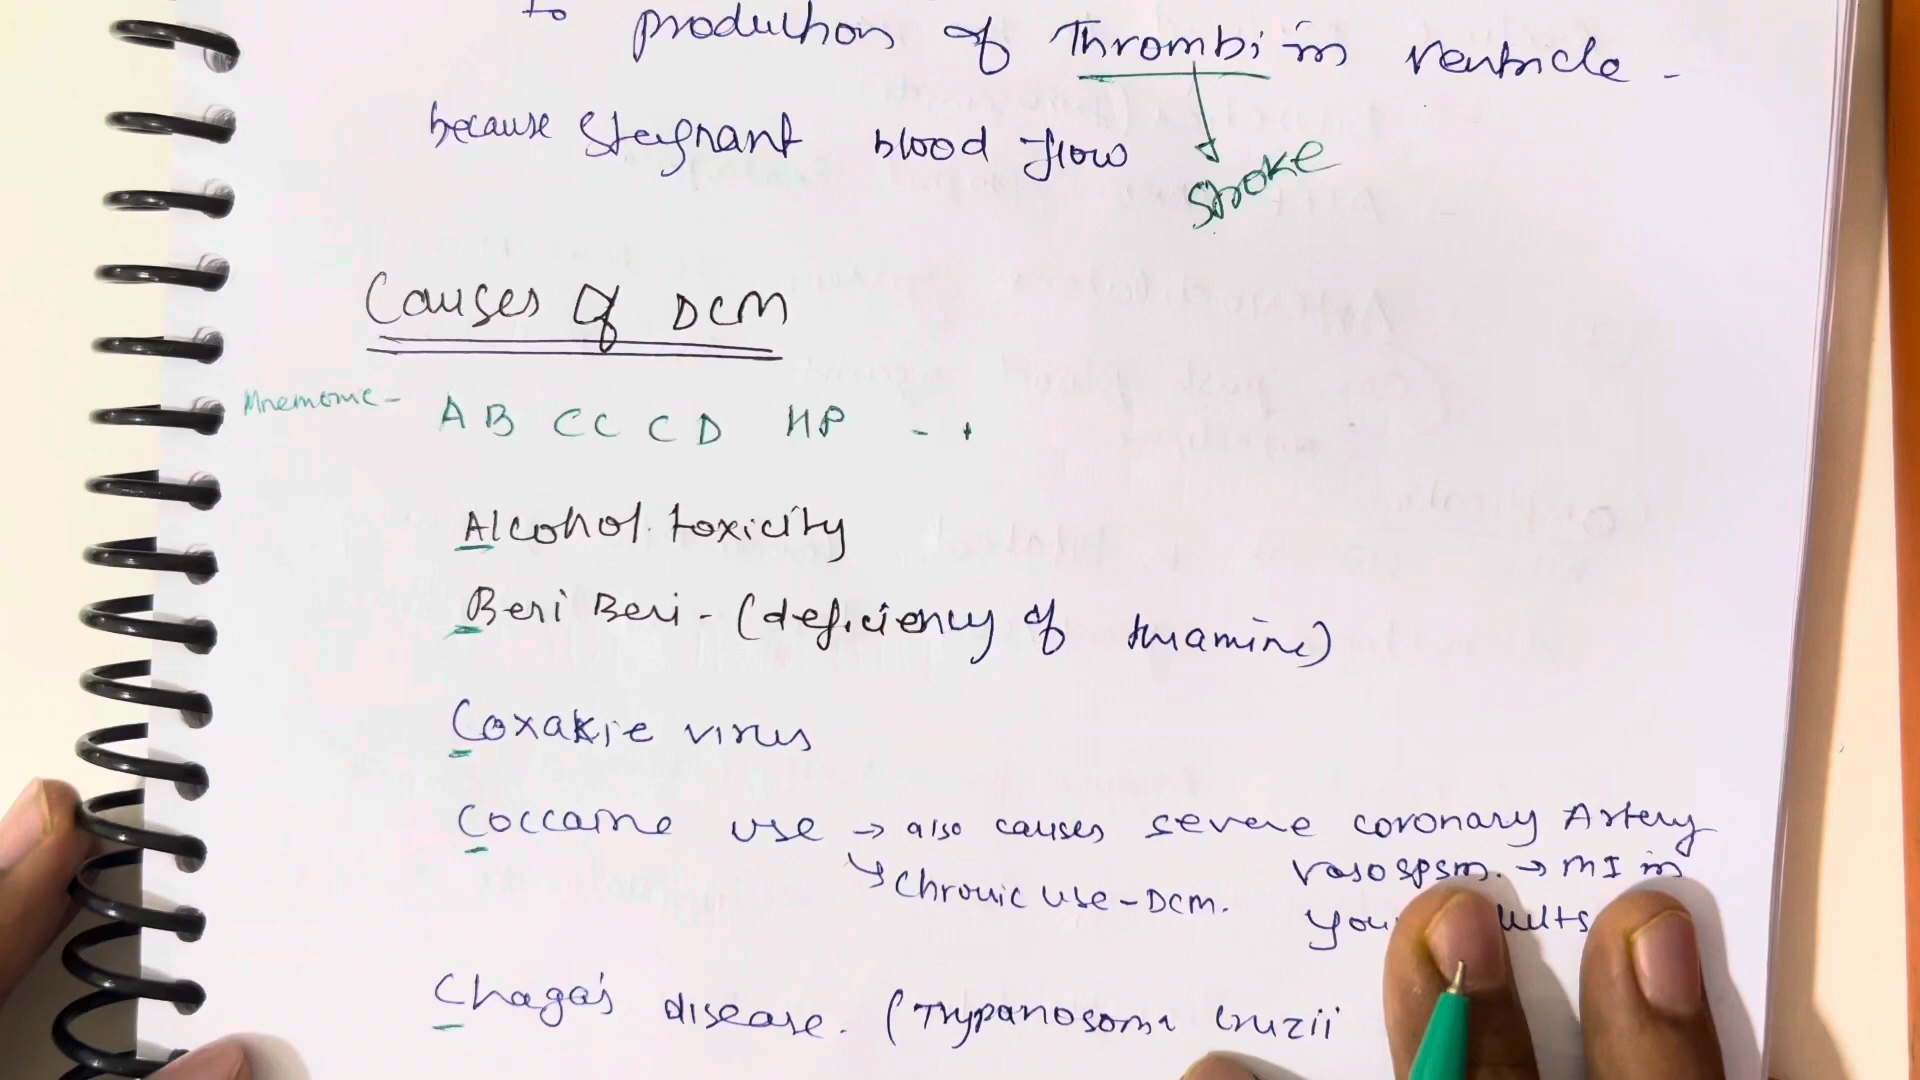 to production of Thrombi in ventricle -
because stagnant blood flow
stroke
Causes of DCM
Mnemonic - A B CC C D HP - .
Alcohol toxicity
Beri Beri - (deficiency of thiamine)
Coxakie virus
Coccaine use → also causes severe coronary Artery
vasospsm. → MI in
↳ Chronic use - DCM.
Chaga's disease. (Trypanosoma cruzii